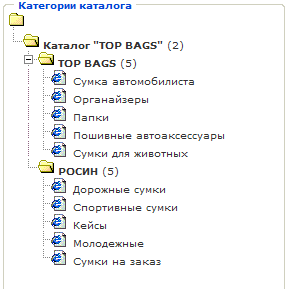 Категории каталога
Каталог "TOP BAGS" (2)
TOP BAGS (5)
Сумка автомобилиста
Органайзеры
Папки
Пошивные автоаксессуары
Сумки для животных
РОСИН (5)
Дорожные сумки
Спортивные сумки
Кейсы
Молодежные
Сумки на заказ